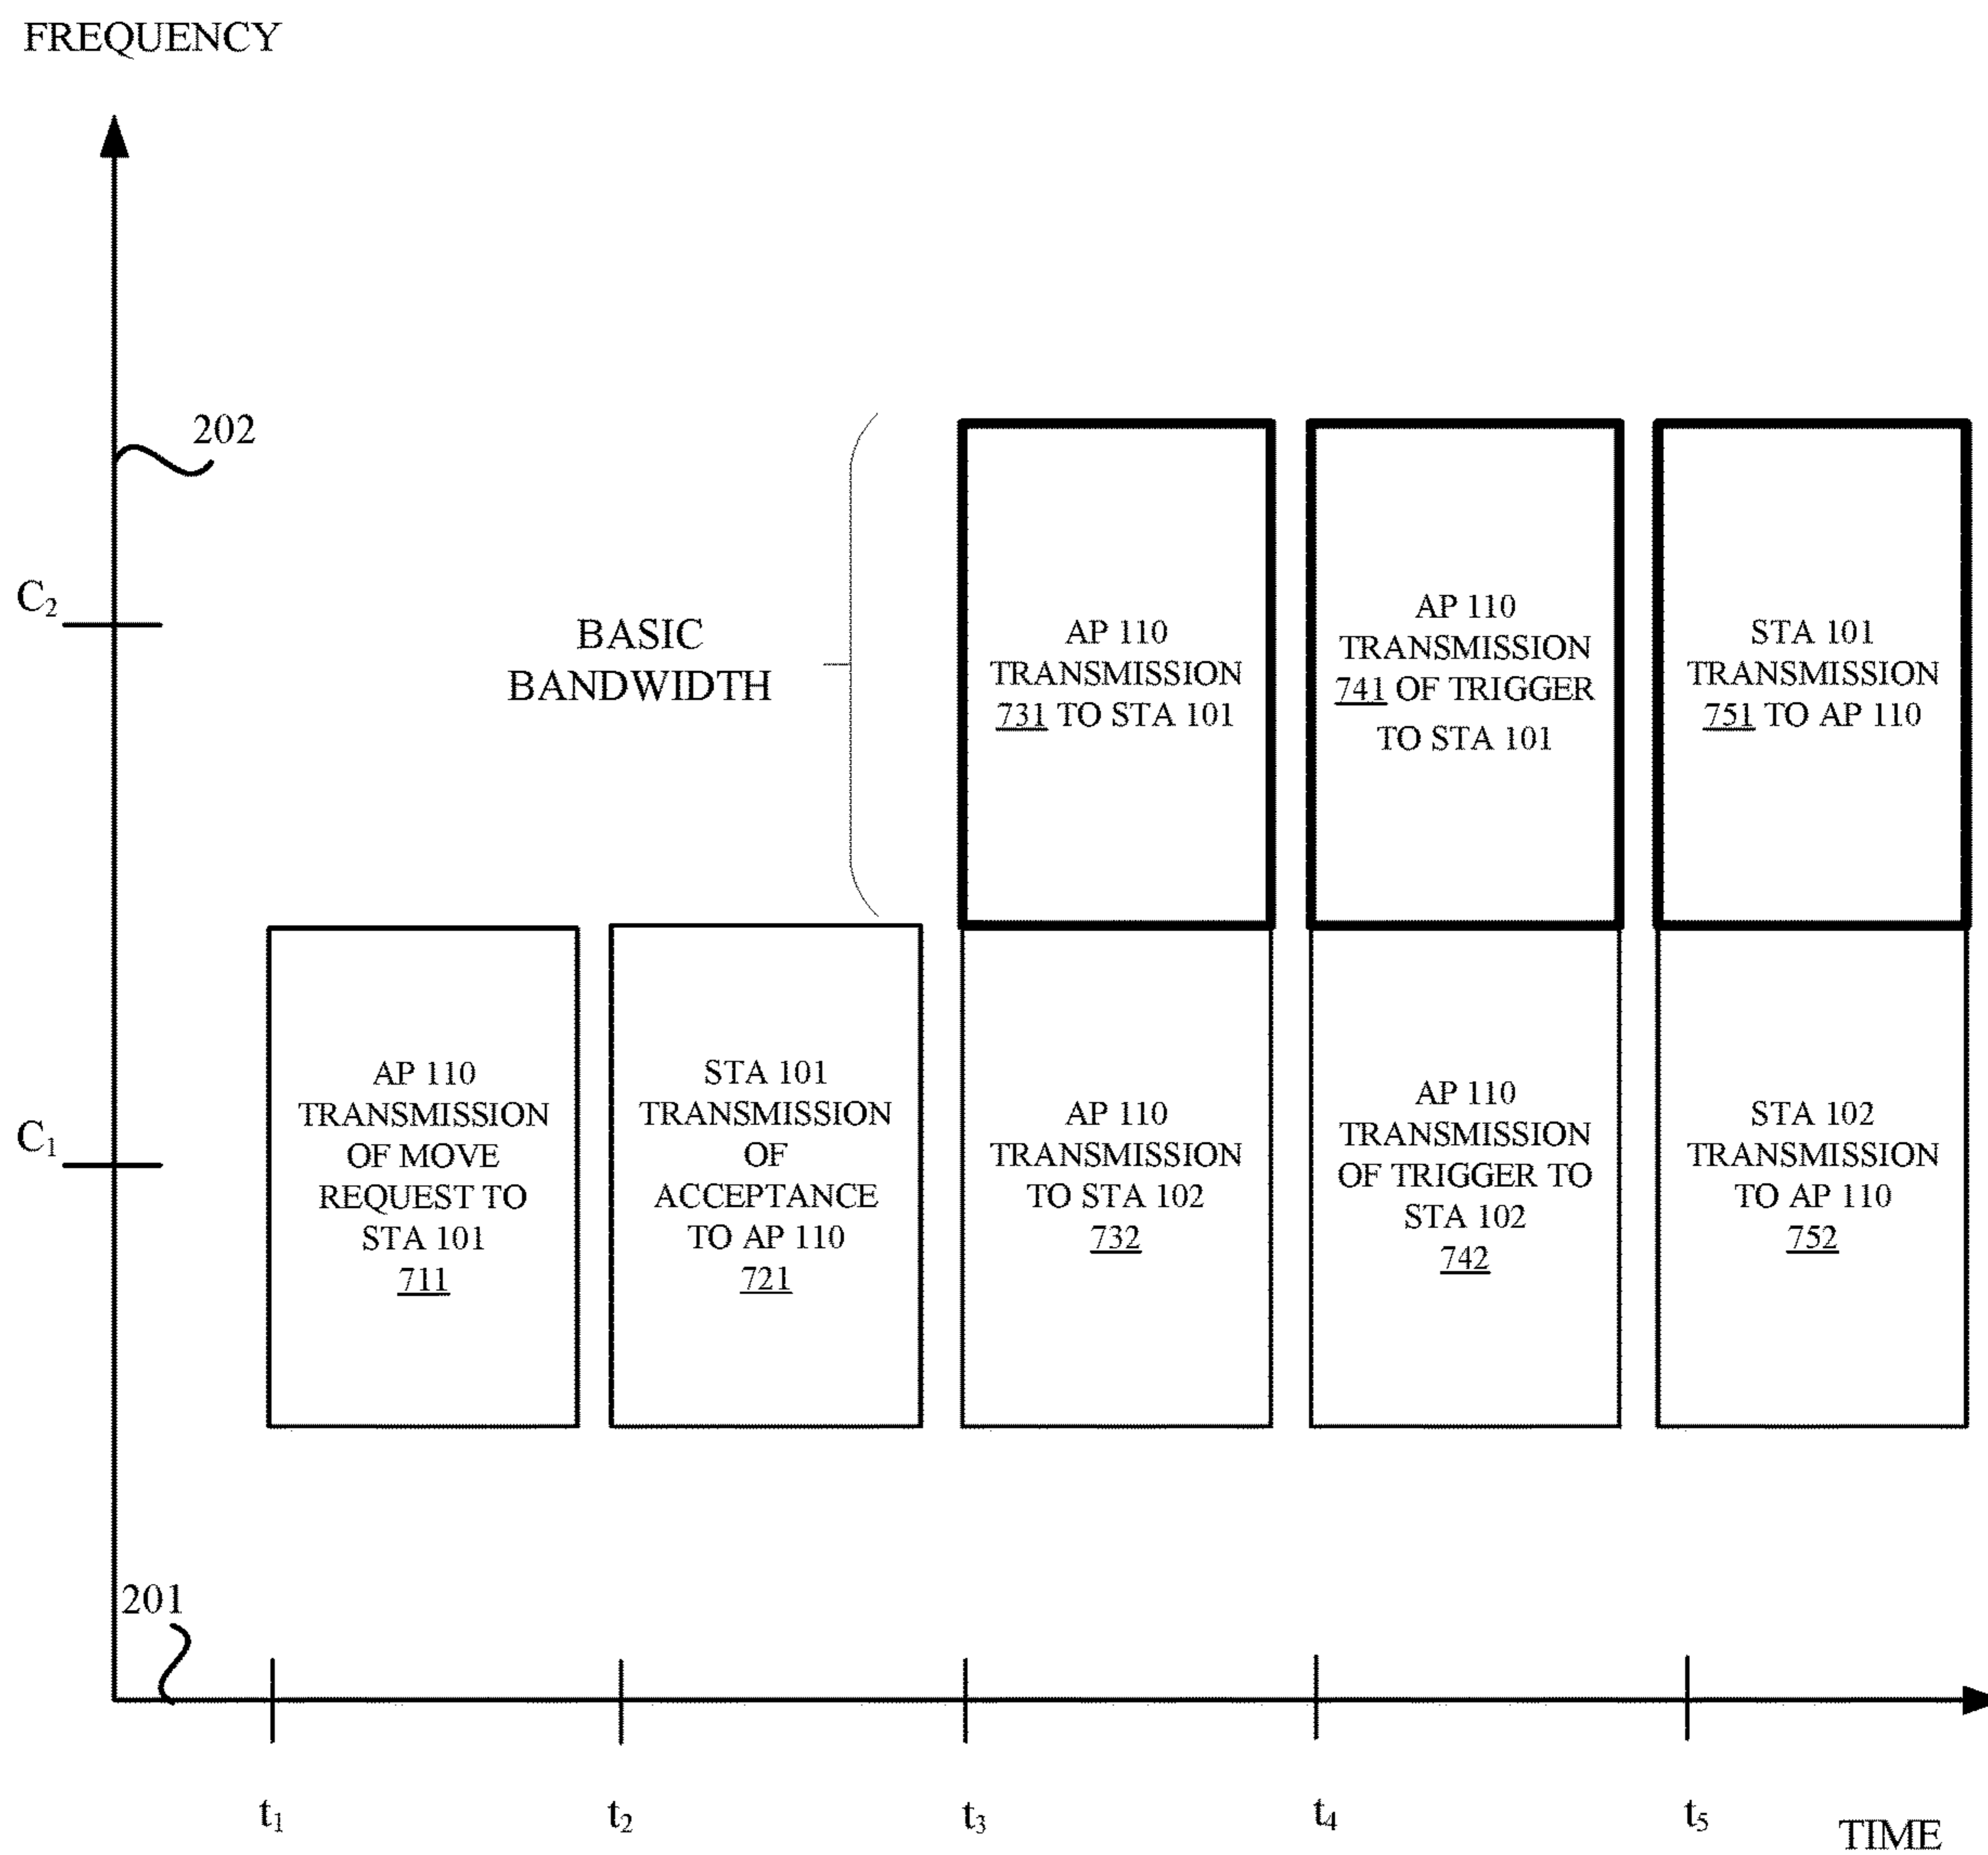 FREQUENCY
202
C₂
BASIC
BANDWIDTH
AP 110
TRANSMISSION
731 TO STA 101
AP 110
TRANSMISSION
741 OF TRIGGER
TO STA 101
STA 101
TRANSMISSION
751 TO AP 110
C₁
AP 110
TRANSMISSION
OF MOVE
REQUEST TO
STA 101
711
STA 101
TRANSMISSION
OF
ACCEPTANCE
TO AP 110
721
AP 110
TRANSMISSION
TO STA 102
732
AP 110
TRANSMISSION
OF TRIGGER TO
STA 102
742
STA 102
TRANSMISSION
TO AP 110
752
201
t₁
t₂
t₃
t₄
t₅
TIME